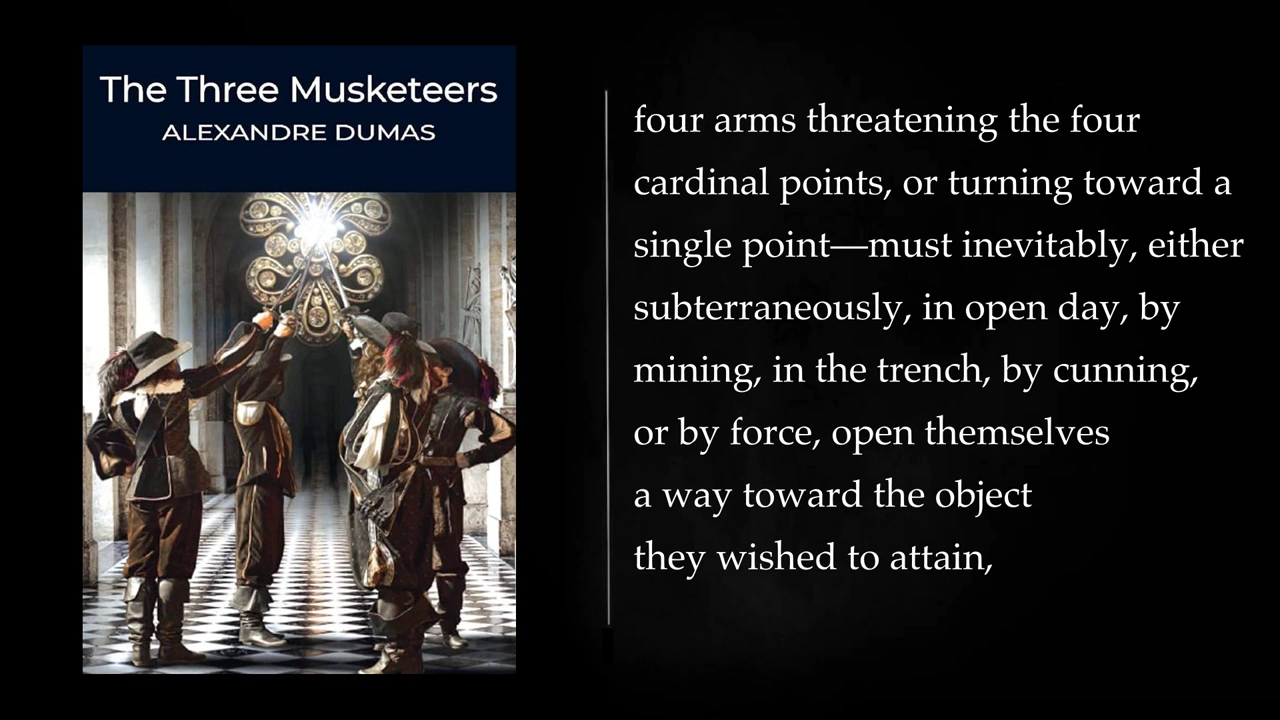 The Three Musketeers
ALEXANDRE DUMAS
four arms threatening the four
cardinal points, or turning toward a
single point—must inevitably, either
subterraneously, in open day, by
mining, in the trench, by cunning,
or by force, open themselves
a way toward the object
they wished to attain,